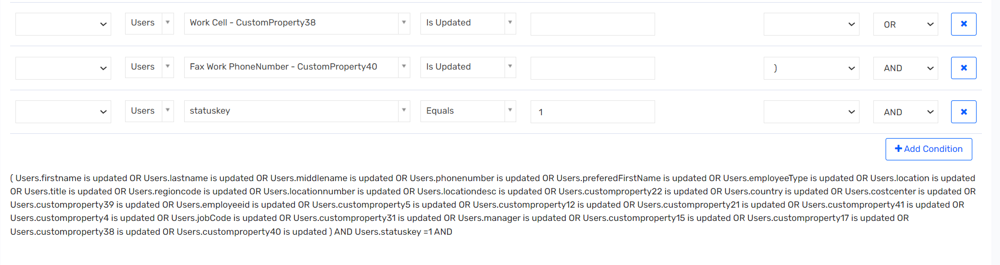 Users Work Cell - CustomProperty38 Is Updated OR
Users Fax Work PhoneNumber - CustomProperty40 Is Updated ) AND
Users statuskey Equals 1 AND
Add Condition
( Users.firstname is updated OR Users.lastname is updated OR Users.middlename is updated OR Users.phonenumber is updated OR Users.preferedFirstName is updated OR Users.employeeType is updated OR Users.location is updated
OR Users.title is updated OR Users.regioncode is updated OR Users.locationnumber is updated OR Users.locationdesc is updated OR Users.customproperty22 is updated OR Users.country is updated OR Users.costcenter is updated OR
Users.customproperty39 is updated OR Users.employeeid is updated OR Users.customproperty5 is updated OR Users.customproperty12 is updated OR Users.customproperty21 is updated OR Users.customproperty41 is updated OR
Users.customproperty4 is updated OR Users.jobCode is updated OR Users.customproperty31 is updated OR Users.manager is updated OR Users.customproperty15 is updated OR Users.customproperty17 is updated OR
Users.customproperty38 is updated OR Users.customproperty40 is updated ) AND Users.statuskey =1 AND